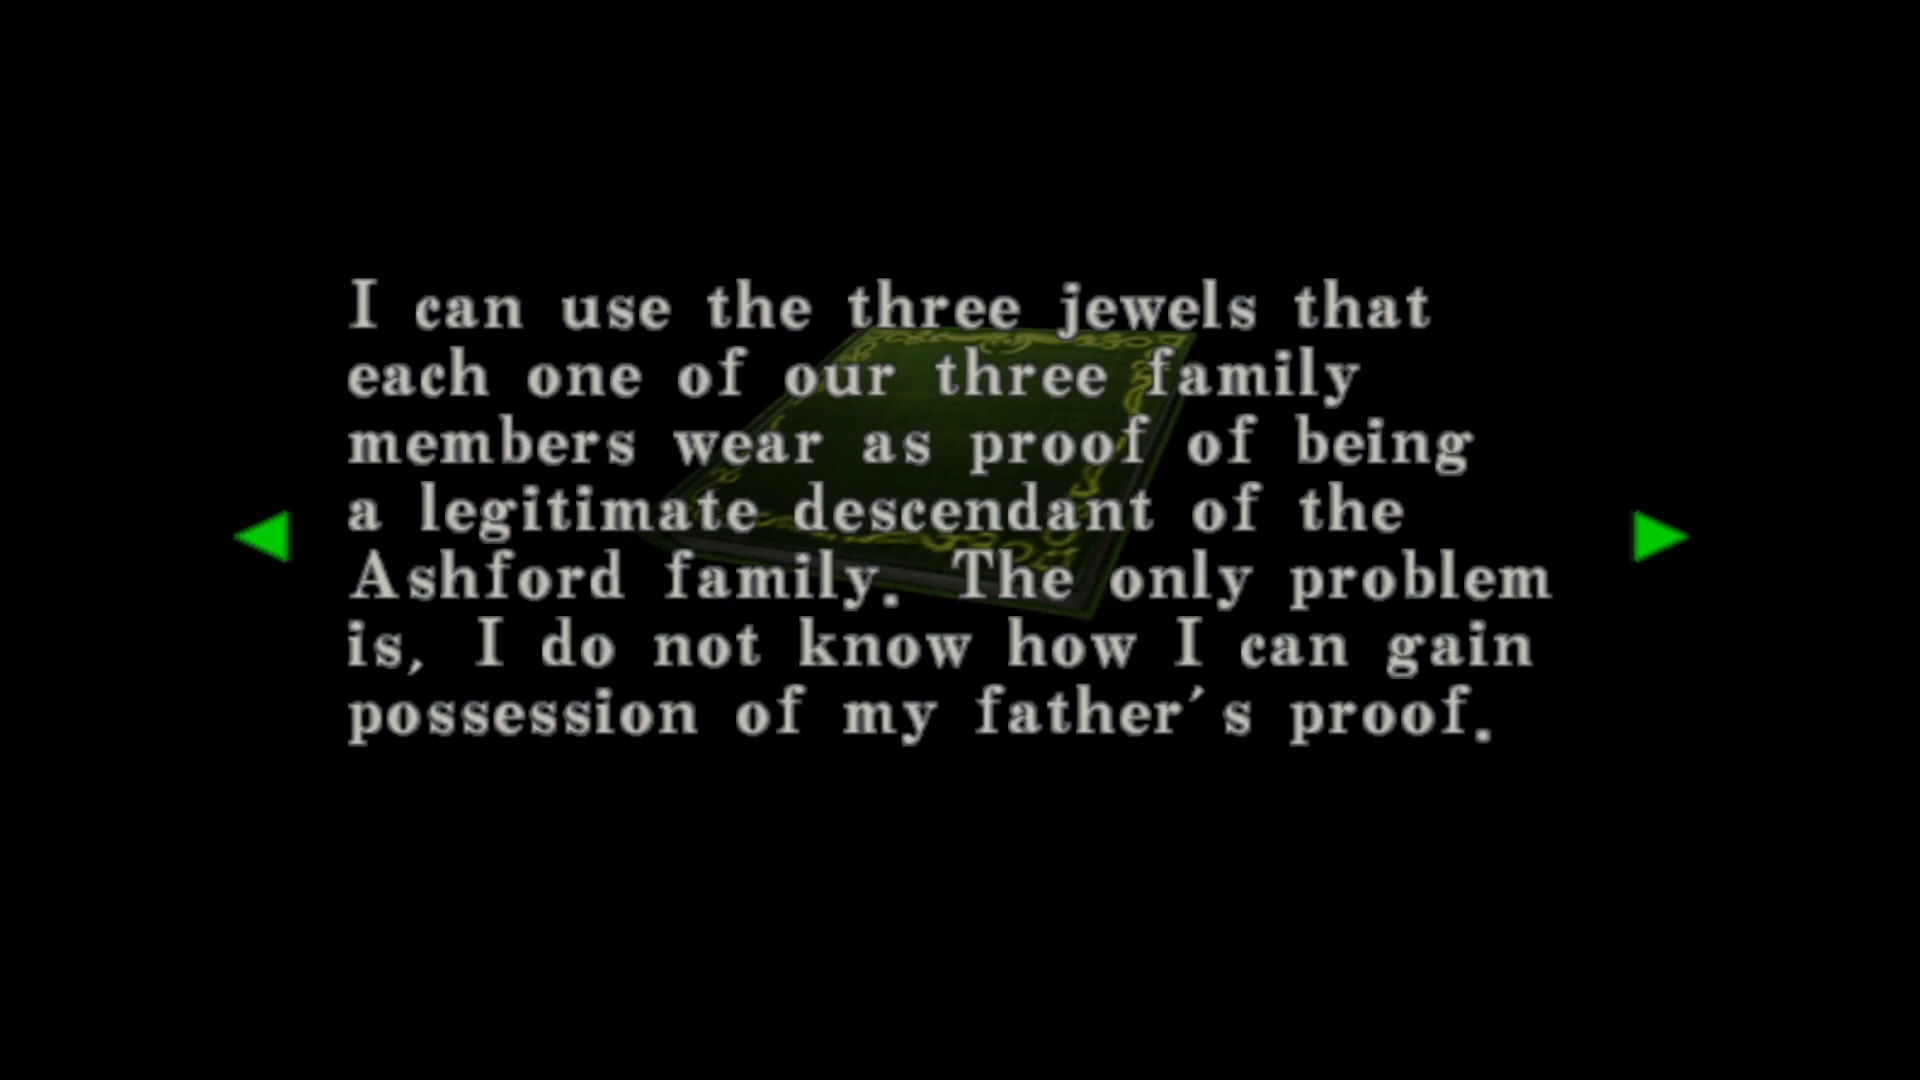 I can use the three jewels that
each one of our three family
members wear as proof of being
a legitimate descendant of the
Ashford family. The only problem
is, I do not know how I can gain
possession of my father's proof.